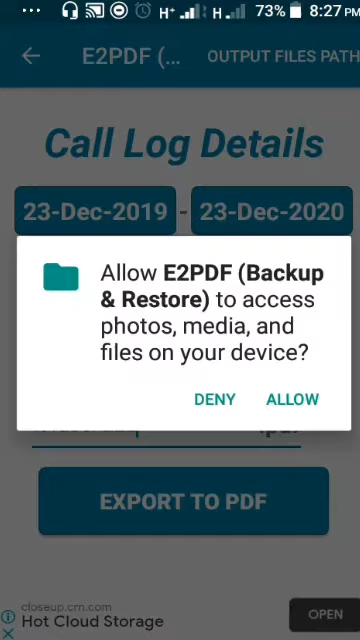 73% 8:27 PM
E2PDF (... OUTPUT FILES PATH
Call Log Details
23-Dec-2019 - 23-Dec-2020
Allow E2PDF (Backup
& Restore) to access
photos, media, and
files on your device?
DENY ALLOW
EXPORT TO PDF
closeup.crn.com
Hot Cloud Storage
OPEN